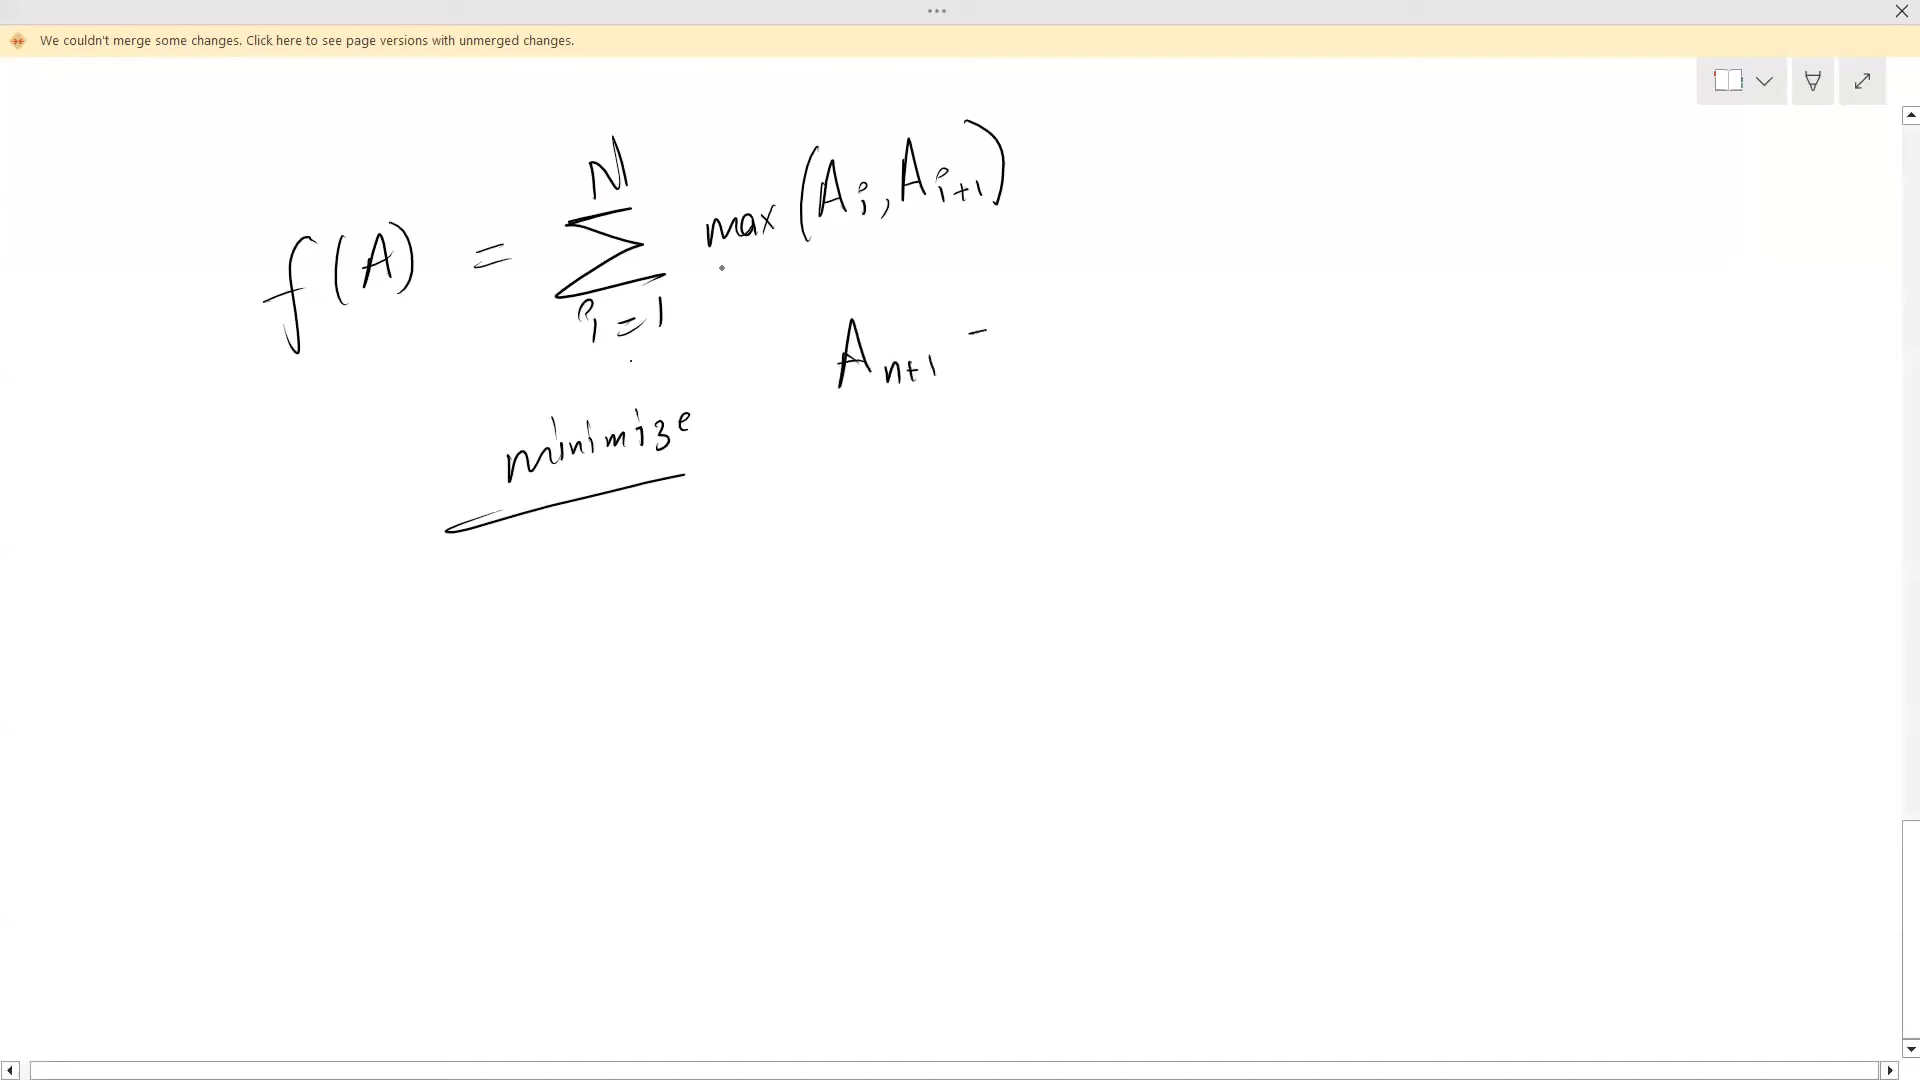 We couldn't merge some changes. Click here to see page versions with unmerged changes.
f(A) = \sum_{i=1}^{N} max(A_i, A_{i+1})
A_{n+1} -
minimize